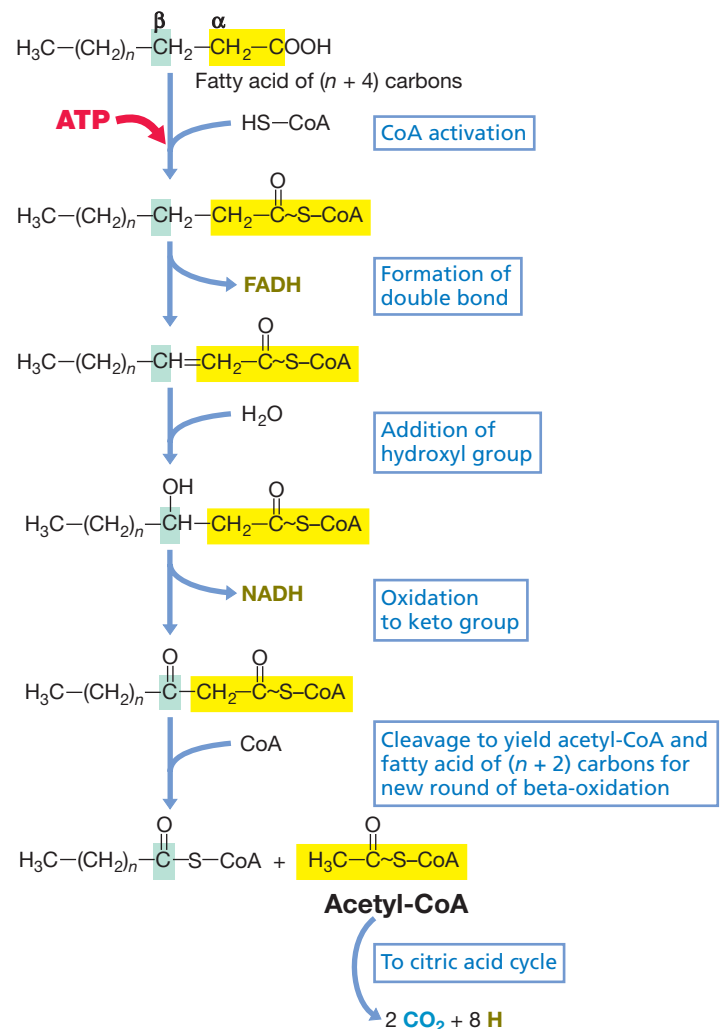 β α
H₃C—(CH₂)ₙ—CH₂—CH₂—COOH
Fatty acid of (n + 4) carbons
ATP
HS—CoA
CoA activation
O
H₃C—(CH₂)ₙ—CH₂—CH₂—C~S—CoA
FADH
Formation of
double bond
O
H₃C—(CH₂)ₙ—CH=CH₂—C~S—CoA
H₂O
Addition of
hydroxyl group
OH O
H₃C—(CH₂)ₙ—CH—CH₂—C~S—CoA
NADH
Oxidation
to keto group
O O
H₃C—(CH₂)ₙ—C—CH₂—C~S—CoA
CoA
Cleavage to yield acetyl-CoA and
fatty acid of (n + 2) carbons for
new round of beta-oxidation
O O
H₃C—(CH₂)ₙ—C—S—CoA + H₃C—C~S—CoA
Acetyl-CoA
To citric acid cycle
2 CO₂ + 8 H